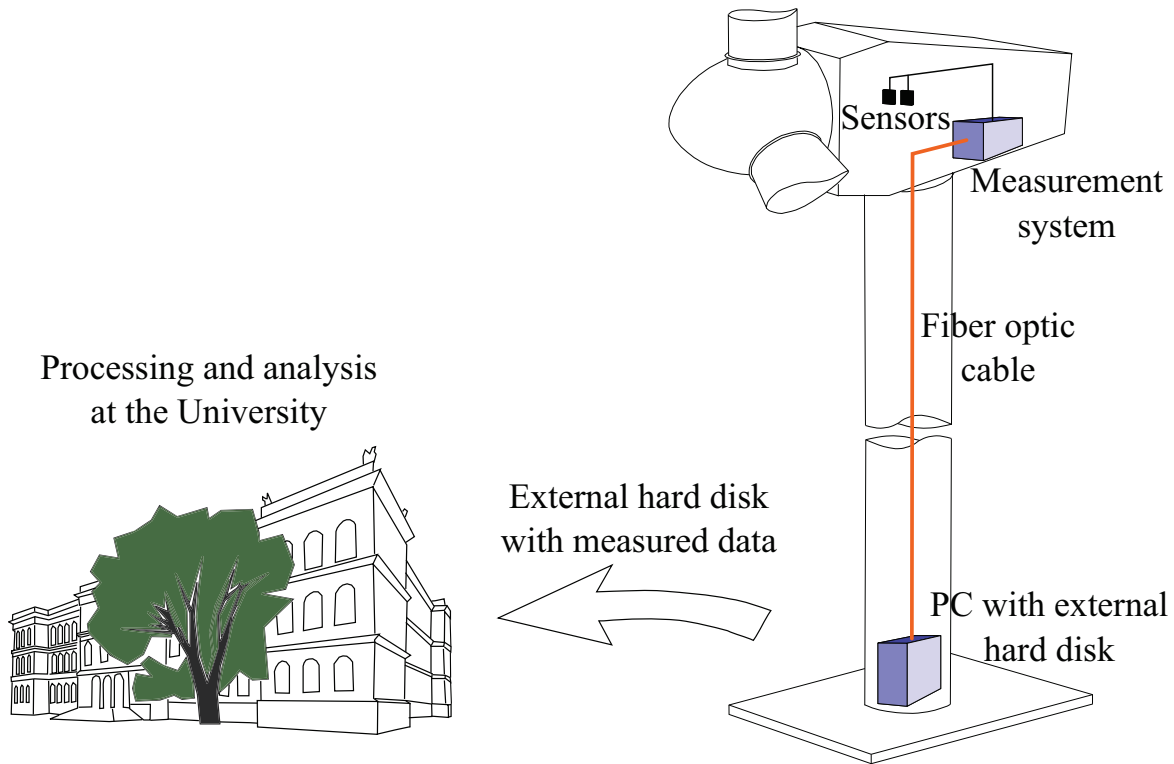 Sensors
Measurement
system
Fiber optic
cable
Processing and analysis
at the University
External hard disk
with measured data
PC with external
hard disk